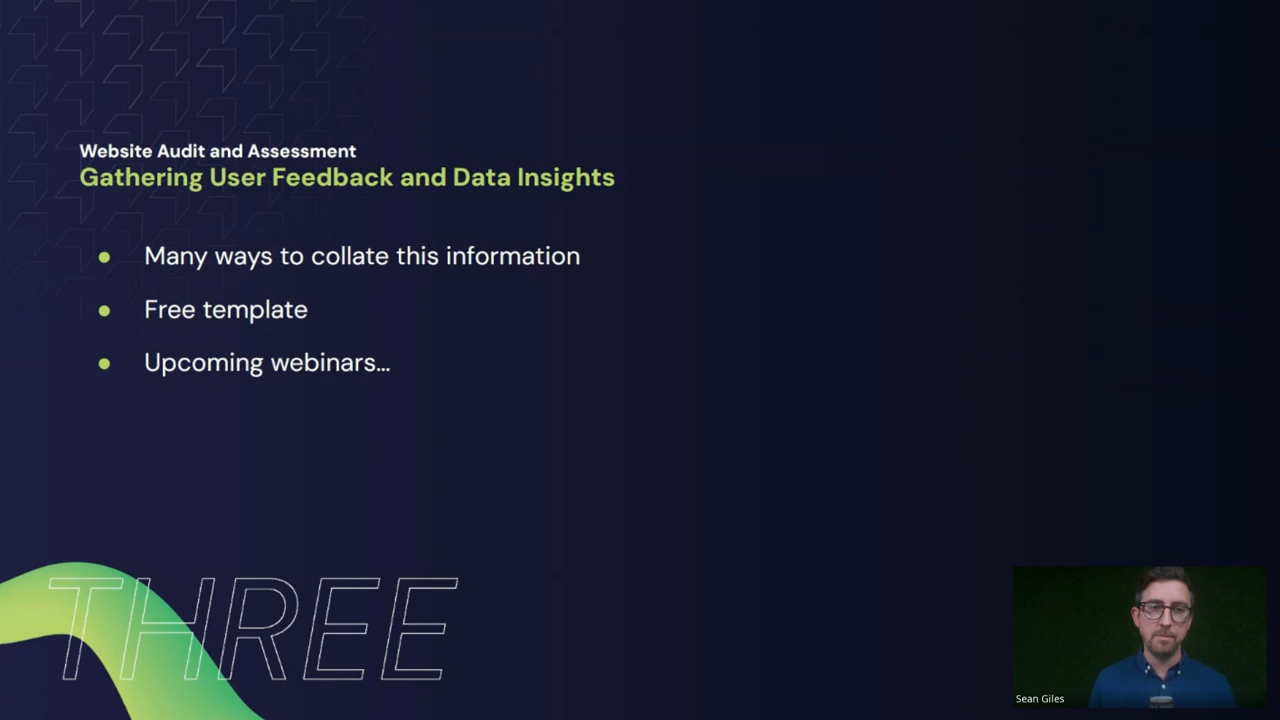 Website Audit and Assessment
Gathering User Feedback and Data Insights
Many ways to collate this information
Free template
Upcoming webinars...
THREE
Sean Giles